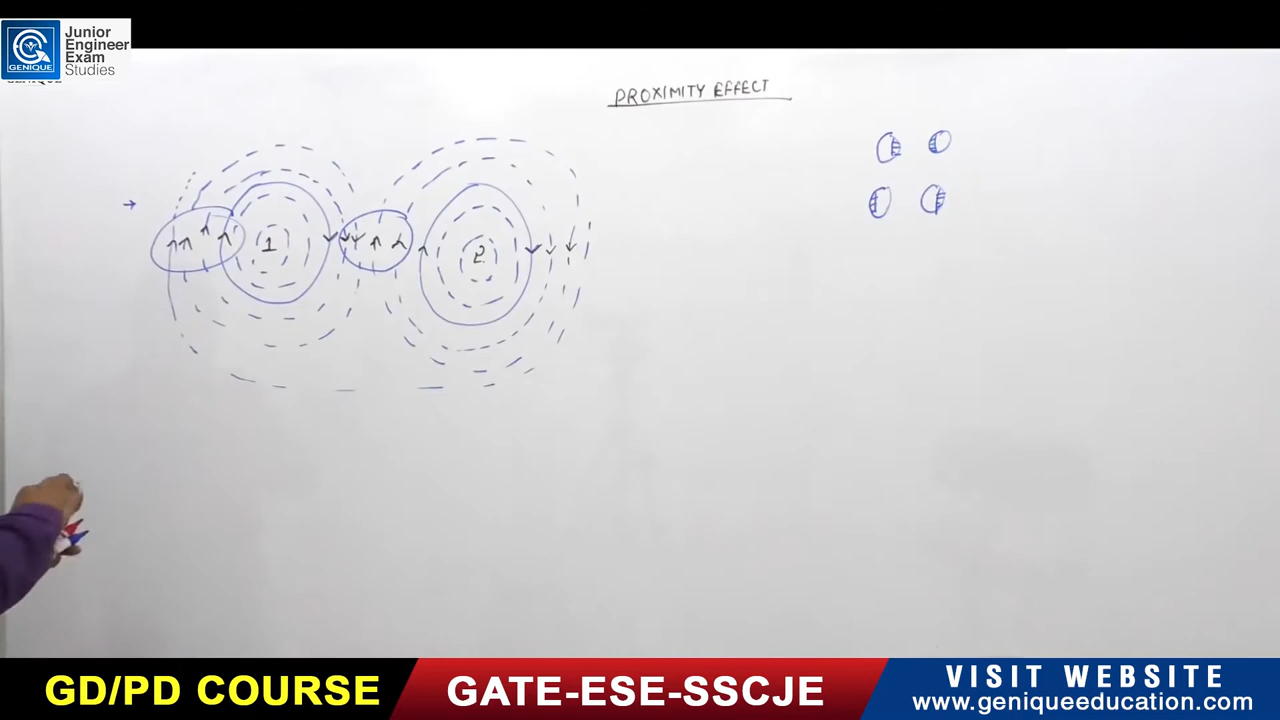 GENIQUE
Junior
Engineer
Exam
Studies
GENIQUE
PROXIMITY EFFECT
1
2
GD/PD COURSE
GATE-ESE-SSCJE
VISIT WEBSITE
www.geniqueeducation.com